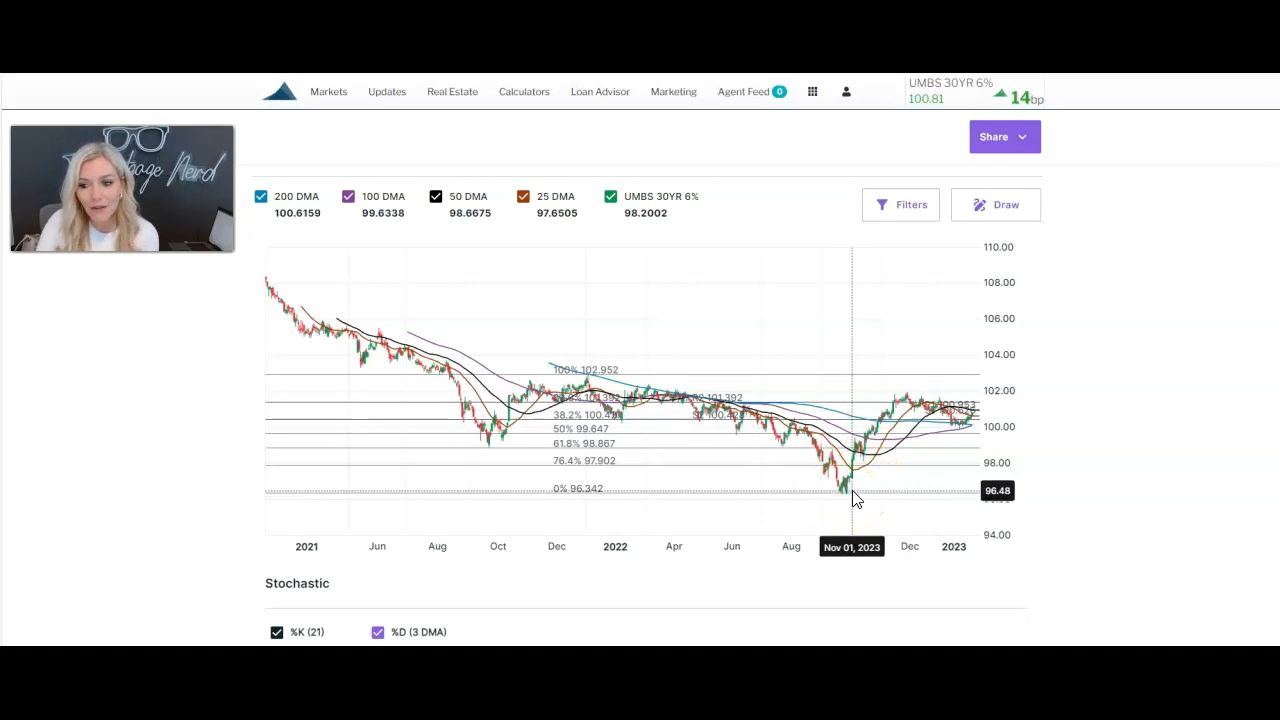 Markets Updates Real Estate Calculators Loan Advisor Marketing Agent Feed 0
UMBS 30YR 6%
100.81 14bp
Share
Nerd
200 DMA 100 DMA 50 DMA 25 DMA UMBS 30YR 6%
100.6159 99.6338 98.6675 97.6505 98.2002
Filters Draw
110.00
108.00
106.00
104.00
100% 102.952
102.00
38.2% 100.4
100.00
50% 99.647
61.8% 98.867
98.00
76.4% 97.902
0% 96.342
96.48
94.00
2021 Jun Aug Oct Dec 2022 Apr Jun Aug Nov 01, 2023 Dec 2023
Stochastic
%K (21) %D (3 DMA)